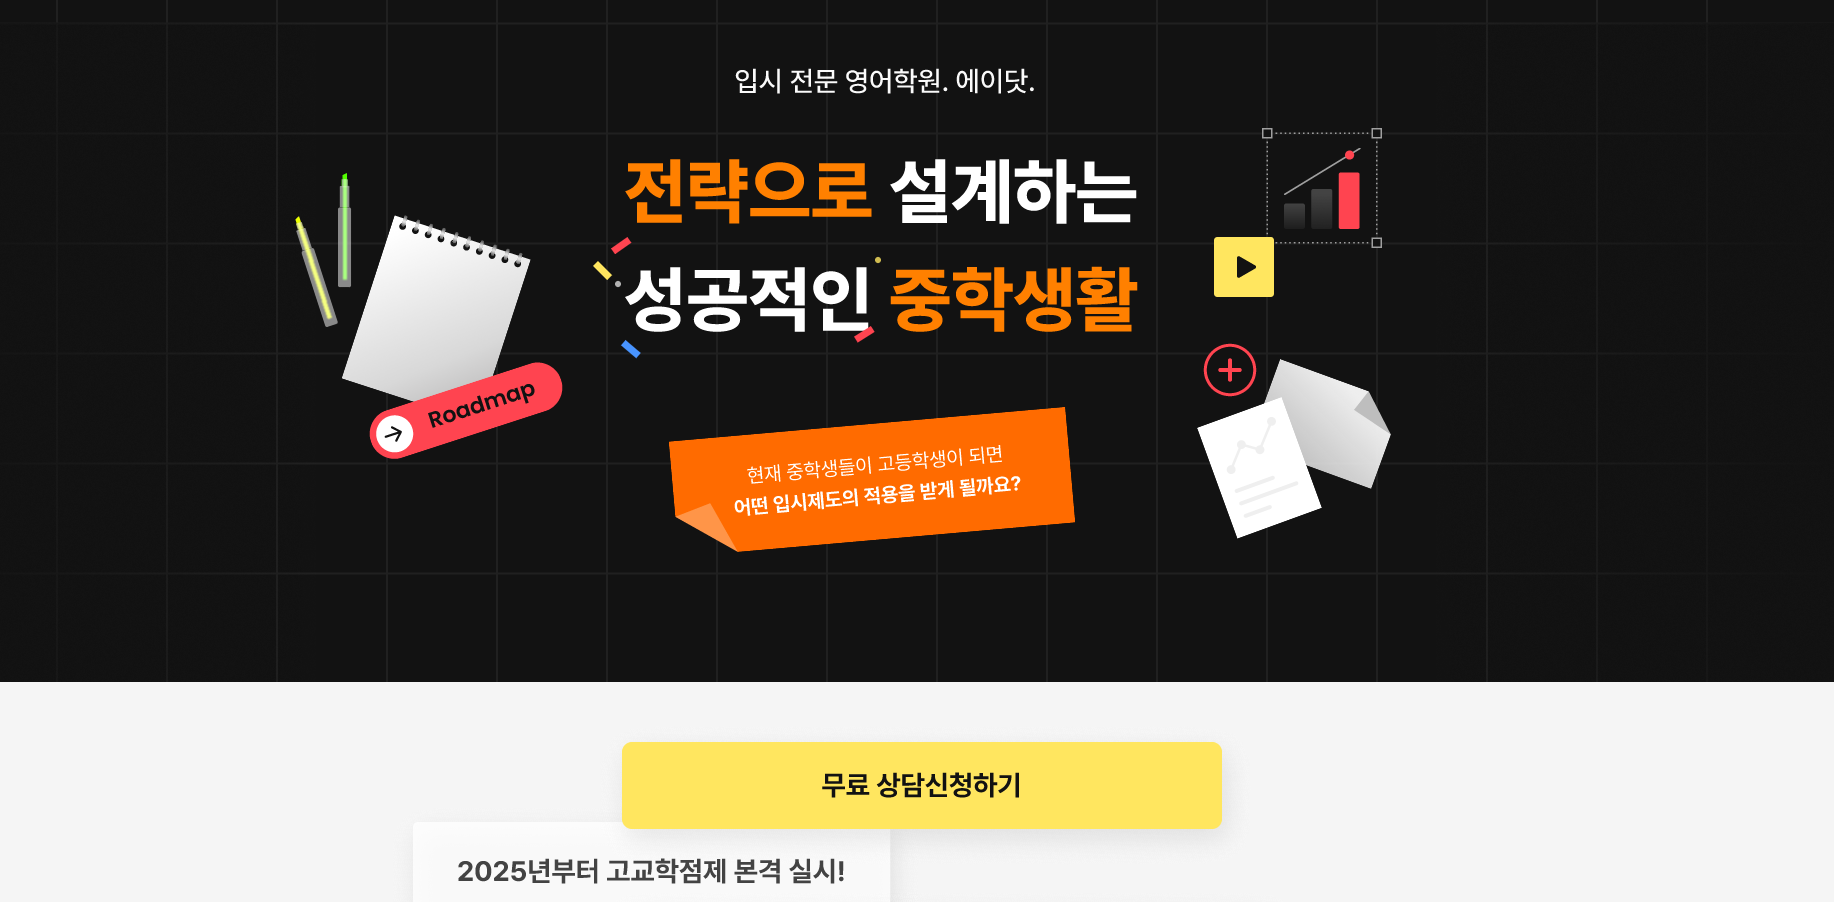 입시 전문 영어학원. 에이닷.
전략으로 설계하는
성공적인 중학생활
Roadmap
현재 중학생들이 고등학생이 되면
어떤 입시제도의 적용을 받게 될까요?
무료 상담신청하기
2025년부터 고교학점제 본격 실시!